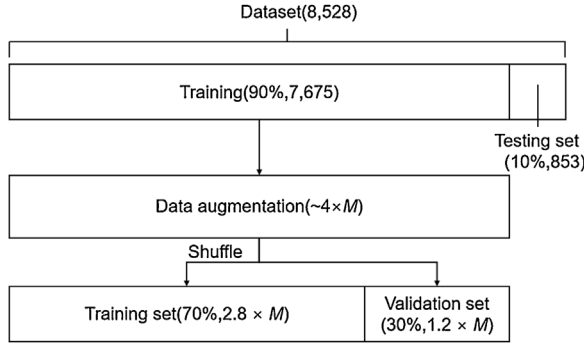 Dataset(8,528)
Training(90%,7,675)
Testing set
(10%,853)
Data augmentation(~4×M)
Shuffle
Training set(70%,2.8 × M)
Validation set
(30%,1.2 × M)